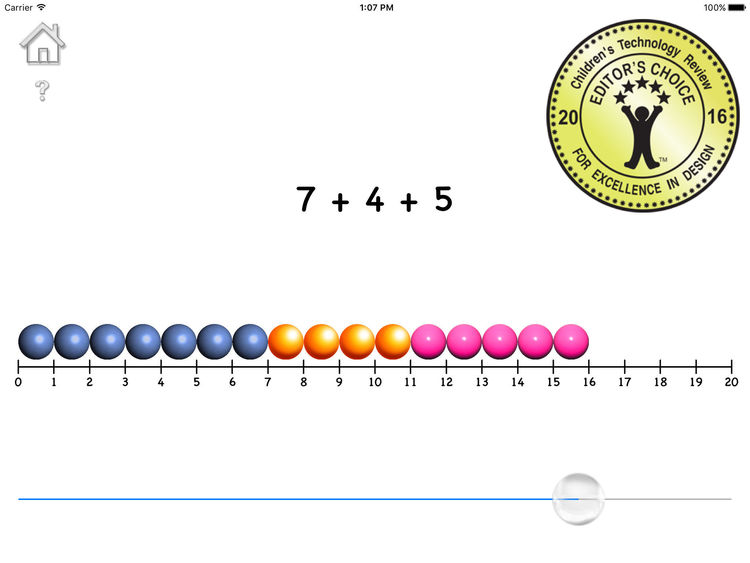 Carrier 1:07 PM 100%
?
Children's Technology Review
EDITOR'S CHOICE
20 16
TM
FOR EXCELLENCE IN DESIGN
7 + 4 + 5
0 1 2 3 4 5 6 7 8 9 10 11 12 13 14 15 16 17 18 19 20